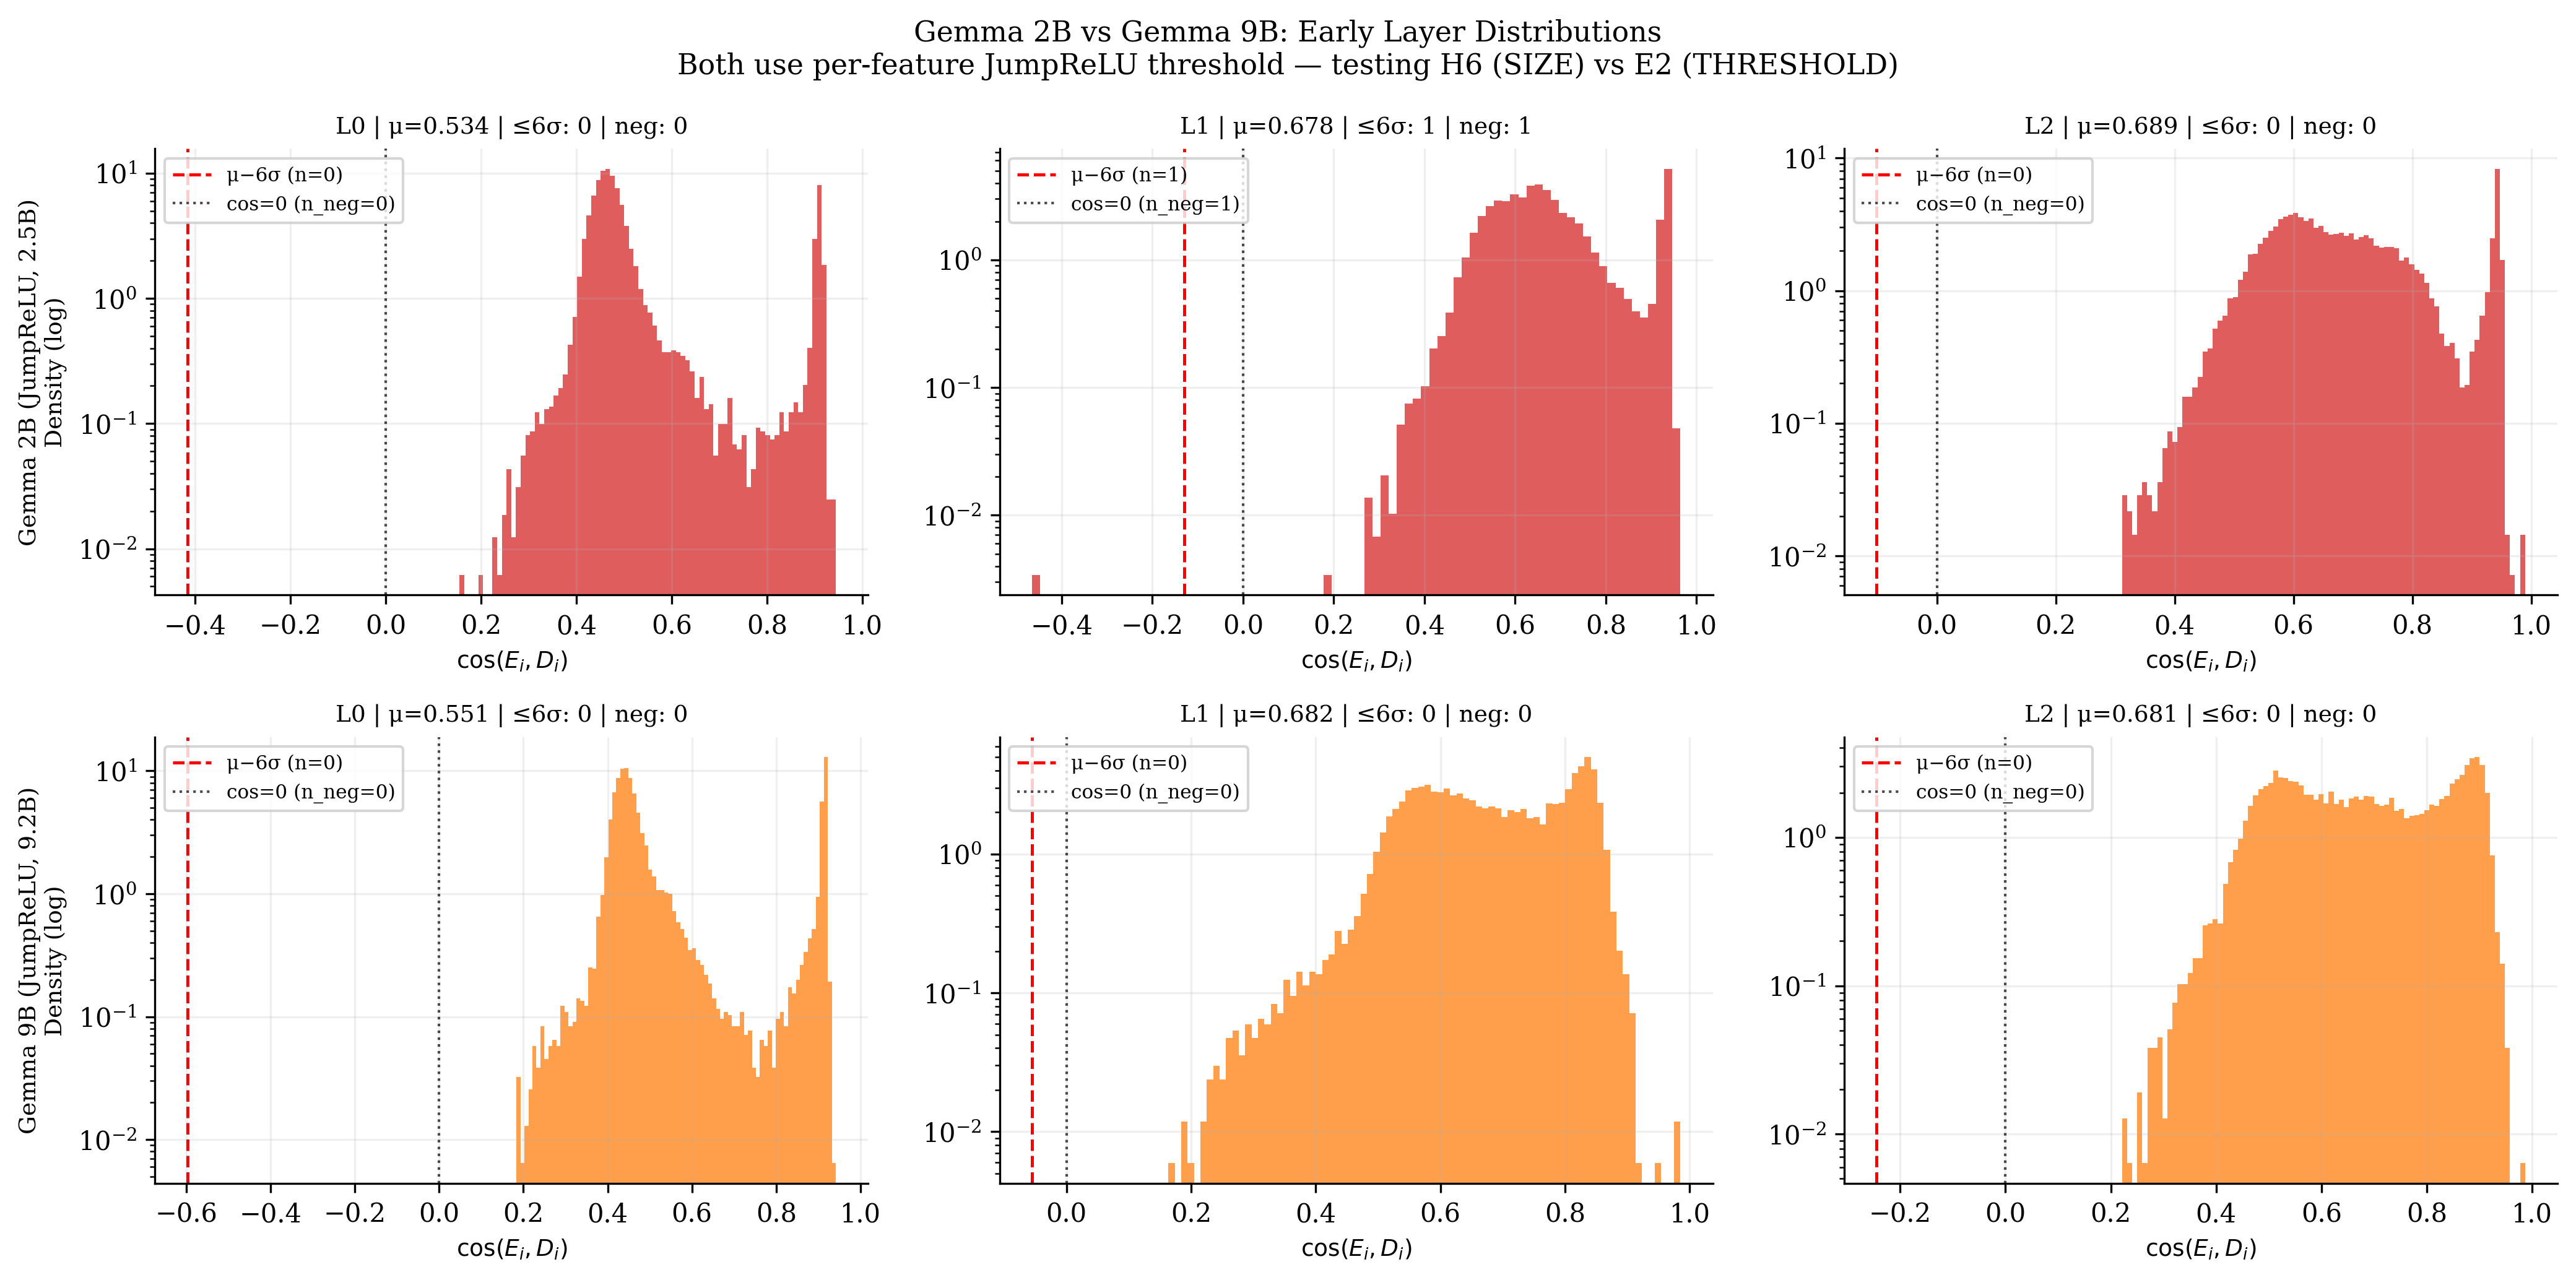 Gemma 2B vs Gemma 9B: Early Layer Distributions
Both use per-feature JumpReLU threshold — testing H6 (SIZE) vs E2 (THRESHOLD)
L0 | μ=0.534 | ≤6σ: 0 | neg: 0
μ−6σ (n=0)
cos=0 (n_neg=0)
Gemma 2B (JumpReLU, 2.5B)
Density (log)
10¹
10⁰
10⁻¹
10⁻²
−0.4 −0.2 0.0 0.2 0.4 0.6 0.8 1.0
cos(Eᵢ, Dᵢ)
L1 | μ=0.678 | ≤6σ: 1 | neg: 1
μ−6σ (n=1)
cos=0 (n_neg=1)
10⁰
10⁻¹
10⁻²
−0.4 −0.2 0.0 0.2 0.4 0.6 0.8 1.0
cos(Eᵢ, Dᵢ)
L2 | μ=0.689 | ≤6σ: 0 | neg: 0
μ−6σ (n=0)
cos=0 (n_neg=0)
10¹
10⁰
10⁻¹
10⁻²
0.0 0.2 0.4 0.6 0.8 1.0
cos(Eᵢ, Dᵢ)
L0 | μ=0.551 | ≤6σ: 0 | neg: 0
μ−6σ (n=0)
cos=0 (n_neg=0)
Gemma 9B (JumpReLU, 9.2B)
Density (log)
10¹
10⁰
10⁻¹
10⁻²
−0.6 −0.4 −0.2 0.0 0.2 0.4 0.6 0.8 1.0
cos(Eᵢ, Dᵢ)
L1 | μ=0.682 | ≤6σ: 0 | neg: 0
μ−6σ (n=0)
cos=0 (n_neg=0)
10⁰
10⁻¹
10⁻²
0.0 0.2 0.4 0.6 0.8 1.0
cos(Eᵢ, Dᵢ)
L2 | μ=0.681 | ≤6σ: 0 | neg: 0
μ−6σ (n=0)
cos=0 (n_neg=0)
10⁰
10⁻¹
10⁻²
−0.2 0.0 0.2 0.4 0.6 0.8 1.0
cos(Eᵢ, Dᵢ)